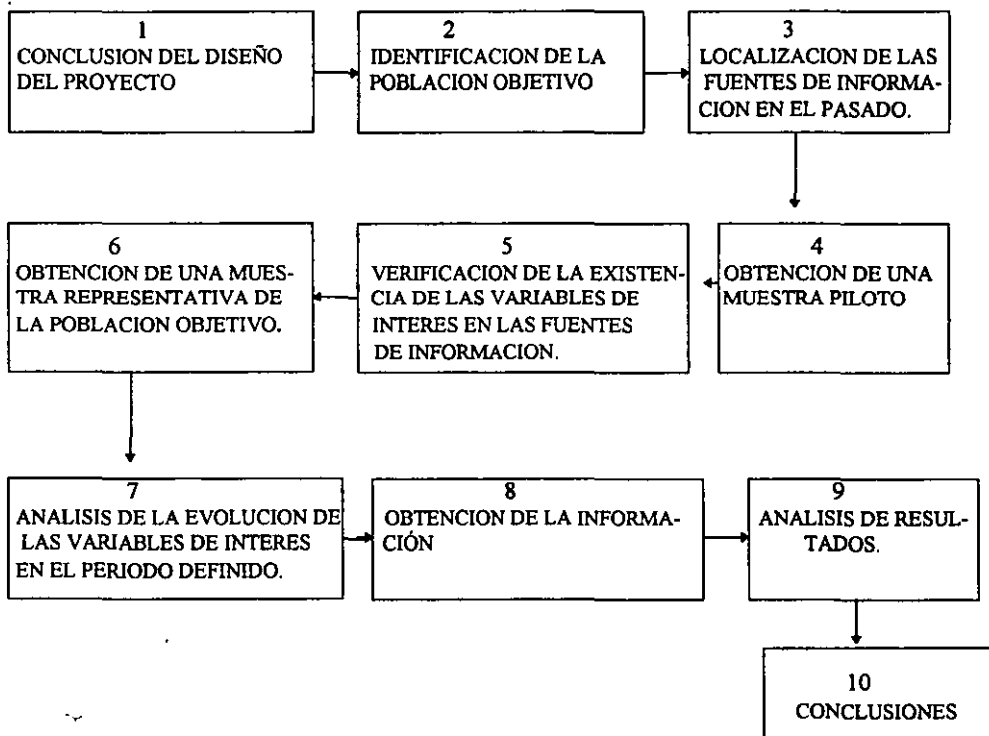 1
CONCLUSION DEL DISEÑO
DEL PROYECTO
2
IDENTIFICACION DE LA
POBLACION OBJETIVO
3
LOCALIZACION DE LAS
FUENTES DE INFORMA-
CION EN EL PASADO.
4
OBTENCION DE UNA
MUESTRA PILOTO
5
VERIFICACION DE LA EXISTEN-
CIA DE LAS VARIABLES DE
INTERES EN LAS FUENTES
DE INFORMACION.
6
OBTENCION DE UNA MUES-
TRA REPRESENTATIVA DE
LA POBLACION OBJETIVO.
7
ANALISIS DE LA EVOLUCION DE
LAS VARIABLES DE INTERES
EN EL PERIODO DEFINIDO.
8
OBTENCION DE LA INFORMA-
CIÓN
9
ANALISIS DE RESUL-
TADOS.
10
CONCLUSIONES